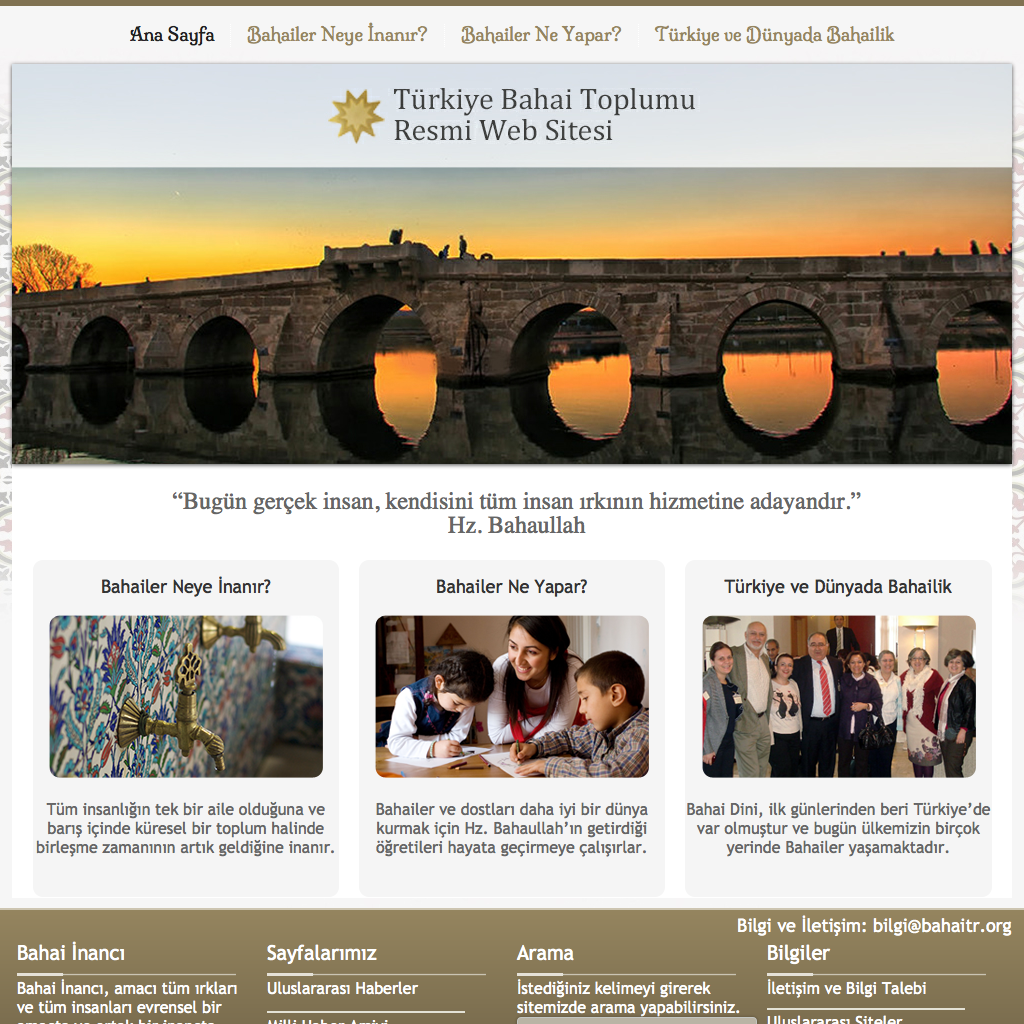 Ana Sayfa
Bahailer Neye İnanır?
Bahailer Ne Yapar?
Türkiye ve Dünyada Bahailik
Türkiye Bahai Toplumu
Resmi Web Sitesi
“Bugün gerçek insan, kendisini tüm insan ırkının hizmetine adayandır.”
Hz. Bahaullah
Bahailer Neye İnanır?
Tüm insanlığın tek bir aile olduğuna ve
barış içinde küresel bir toplum halinde
birleşme zamanının artık geldiğine inanır.
Bahailer Ne Yapar?
Bahailer ve dostları daha iyi bir dünya
kurmak için Hz. Bahaullah’ın getirdiği
öğretileri hayata geçirmeye çalışırlar.
Türkiye ve Dünyada Bahailik
Bahai Dini, ilk günlerinden beri Türkiye’de
var olmuştur ve bugün ülkemizin birçok
yerinde Bahailer yaşamaktadır.
Bilgi ve İletişim: bilgi@bahaitr.org
Bahai İnancı
Bahai İnancı, amacı tüm ırkları
ve tüm insanları evrensel bir
Sayfalarımız
Uluslararası Haberler
Arama
İstediğiniz kelimeyi girerek
sitemizde arama yapabilirsiniz.
Bilgiler
İletişim ve Bilgi Talebi
Uluslararası Siteler